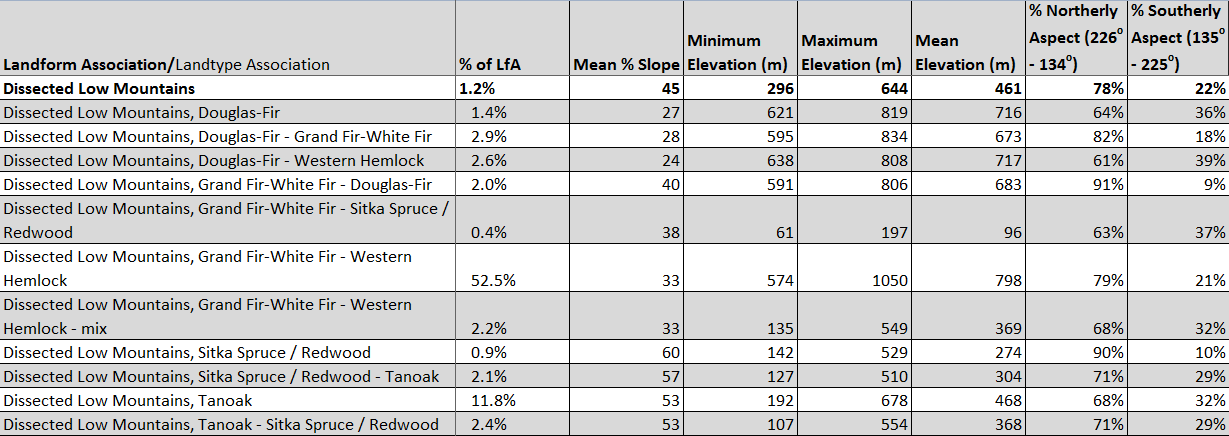 Landform Association/Landtype Association % of LfA Mean % Slope Minimum Elevation (m) Maximum Elevation (m) Mean Elevation (m) % Northerly Aspect (226º - 134º) % Southerly Aspect (135º - 225º)
Dissected Low Mountains 1.2% 45 296 644 461 78% 22%
Dissected Low Mountains, Douglas-Fir 1.4% 27 621 819 716 64% 36%
Dissected Low Mountains, Douglas-Fir - Grand Fir-White Fir 2.9% 28 595 834 673 82% 18%
Dissected Low Mountains, Douglas-Fir - Western Hemlock 2.6% 24 638 808 717 61% 39%
Dissected Low Mountains, Grand Fir-White Fir - Douglas-Fir 2.0% 40 591 806 683 91% 9%
Dissected Low Mountains, Grand Fir-White Fir - Sitka Spruce /
Redwood 0.4% 38 61 197 96 63% 37%
Dissected Low Mountains, Grand Fir-White Fir - Western
Hemlock 52.5% 33 574 1050 798 79% 21%
Dissected Low Mountains, Grand Fir-White Fir - Western
Hemlock - mix 2.2% 33 135 549 369 68% 32%
Dissected Low Mountains, Sitka Spruce / Redwood 0.9% 60 142 529 274 90% 10%
Dissected Low Mountains, Sitka Spruce / Redwood - Tanoak 2.1% 57 127 510 304 71% 29%
Dissected Low Mountains, Tanoak 11.8% 53 192 678 468 68% 32%
Dissected Low Mountains, Tanoak - Sitka Spruce / Redwood 2.4% 53 107 554 368 71% 29%